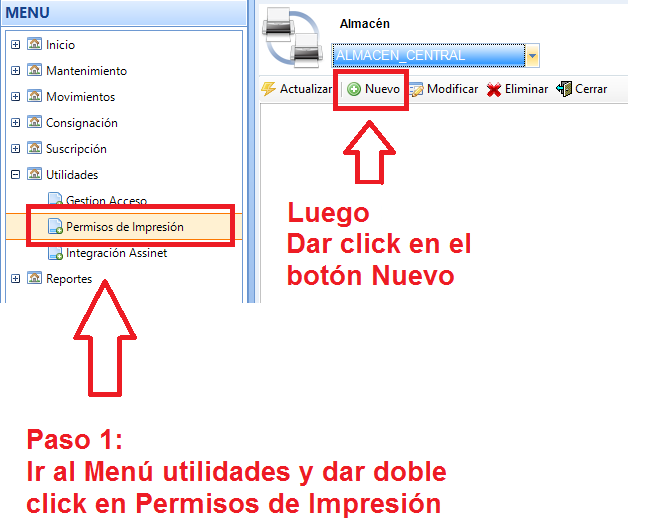 MENU
Inicio
Mantenimiento
Movimientos
Consignación
Suscripción
Utilidades
Gestion Acceso
Permisos de Impresión
Integración Assinet
Reportes
Almacén
ALMACEN_CENTRAL
Actualizar
Nuevo
Modificar
Eliminar
Cerrar
Luego
Dar click en el
botón Nuevo
Paso 1:
Ir al Menú utilidades y dar doble
click en Permisos de Impresión